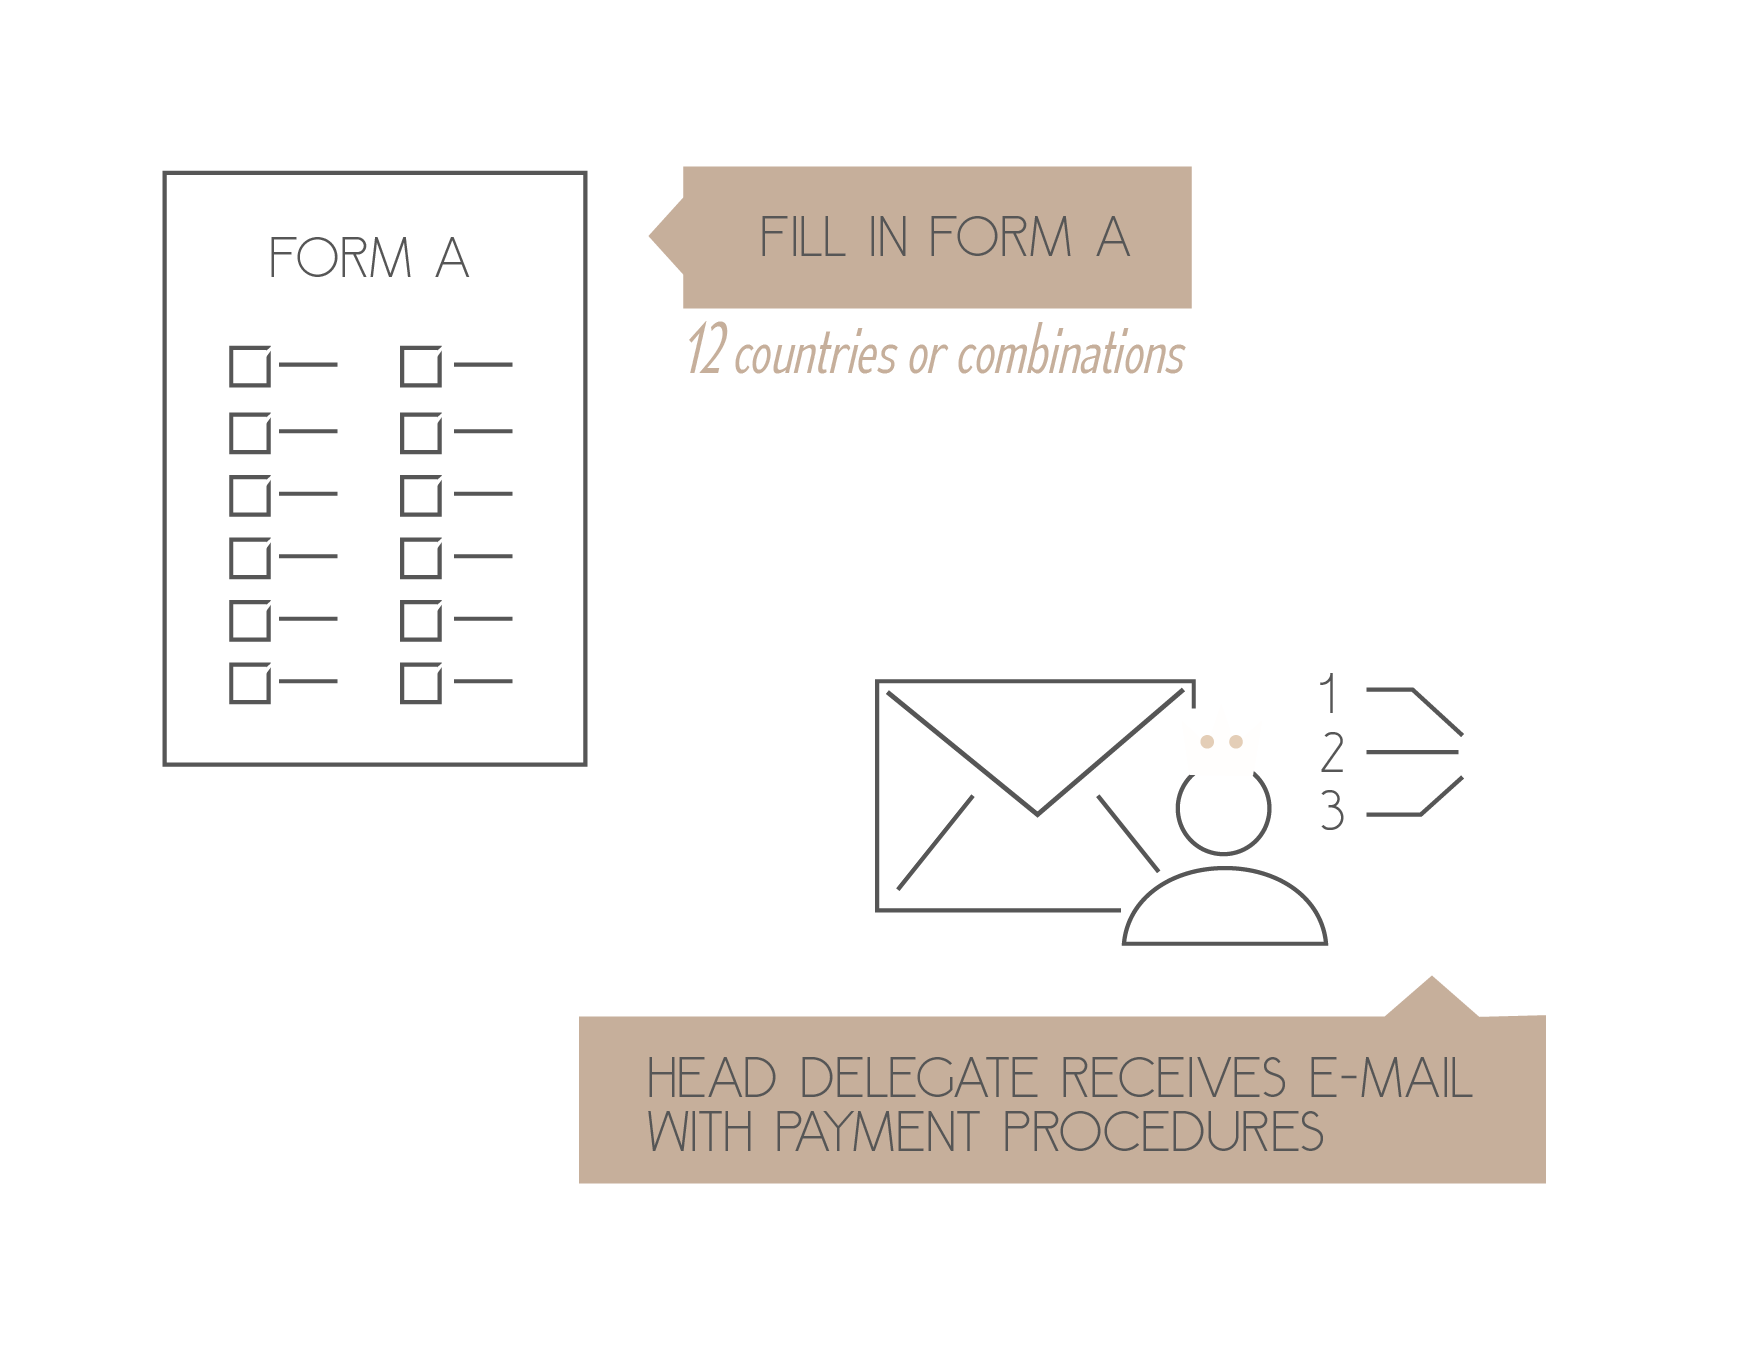 FORM A
FILL IN FORM A
12 countries or combinations
1
2
3
HEAD DELEGATE RECEIVES E-MAIL
WITH PAYMENT PROCEDURES